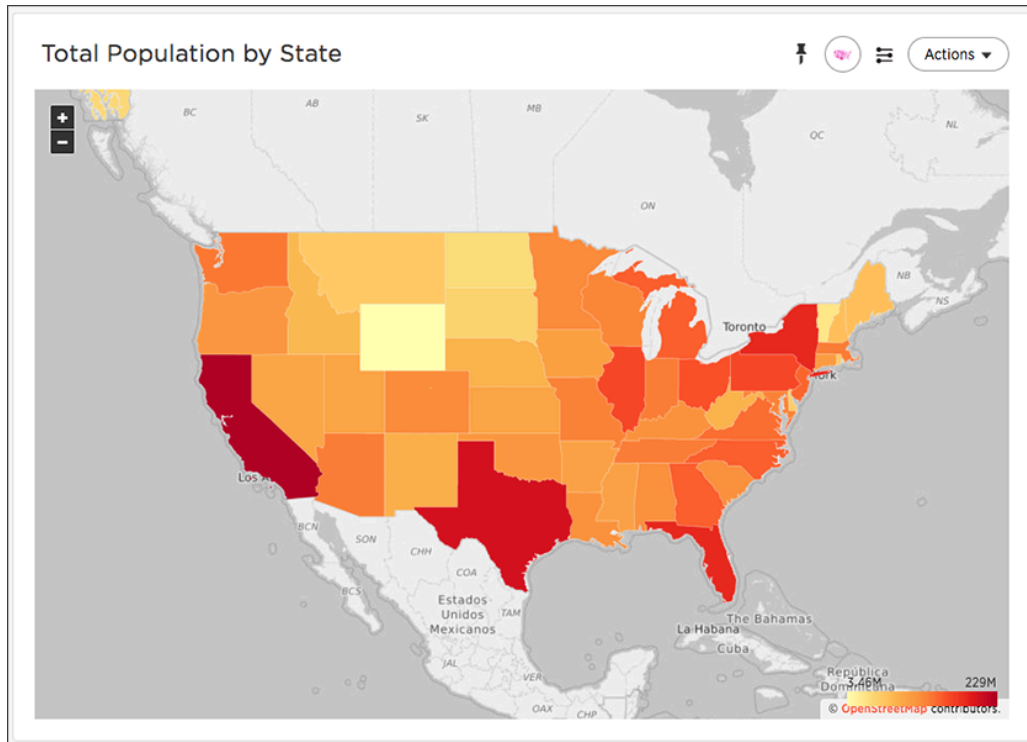 Total Population by State
Actions
+
−
BC
AB
SK
MB
ON
QC
NL
NB
NS
Toronto
ork
Los A
BCN
SON
CHH
COA
BCS
Estados
Unidos
Mexicanos
TAM
JAL
VER
OAX
CHP
The Bahamas
La Habana
Cuba
República
Dominicana
3.46M
229M
© OpenStreetMap contributors.